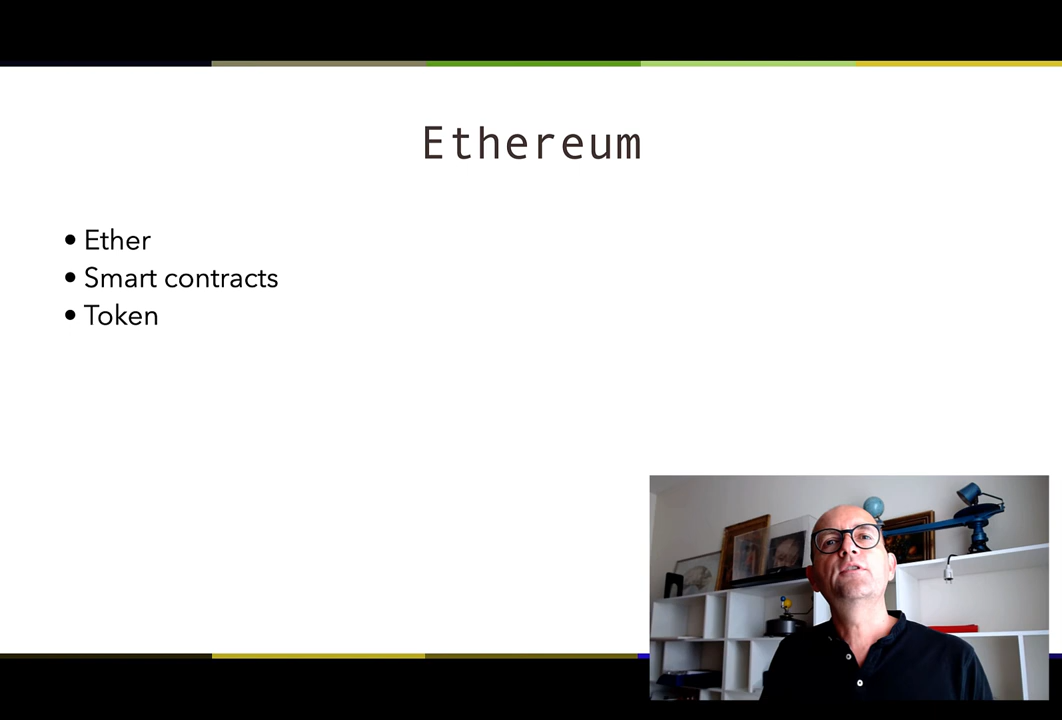 Ethereum
• Ether
• Smart contracts
• Token